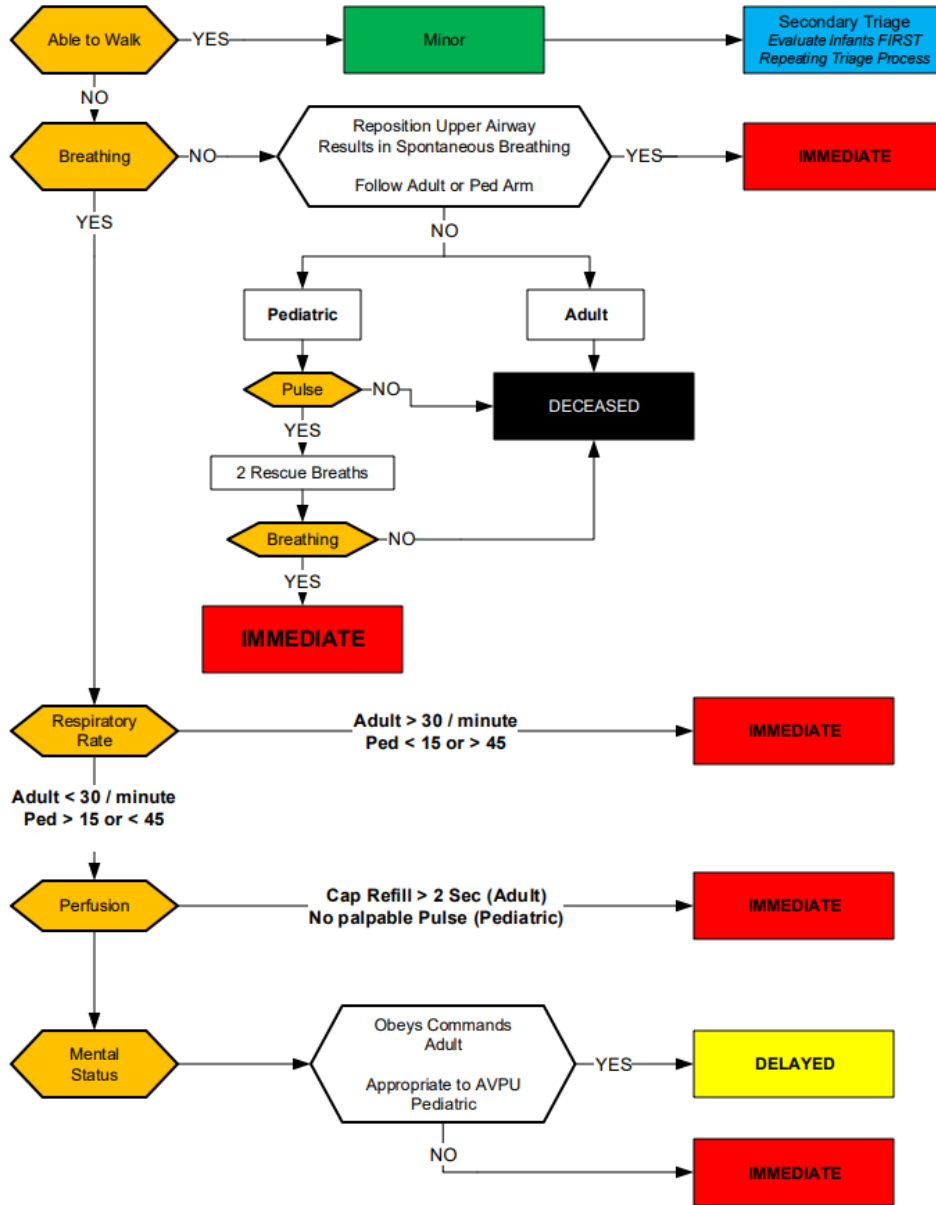 Able to Walk
YES
Minor
Secondary Triage
Evaluate Infants FIRST
Repeating Triage Process
NO
Breathing
NO
Reposition Upper Airway
Results in Spontaneous Breathing
Follow Adult or Ped Arm
YES
IMMEDIATE
YES
NO
Pediatric
Adult
Pulse
NO
DECEASED
YES
2 Rescue Breaths
Breathing
NO
YES
IMMEDIATE
Respiratory
Rate
Adult > 30 / minute
Ped < 15 or > 45
IMMEDIATE
Adult < 30 / minute
Ped > 15 or < 45
Perfusion
Cap Refill > 2 Sec (Adult)
No palpable Pulse (Pediatric)
IMMEDIATE
Mental
Status
Obeys Commands
Adult
Appropriate to AVPU
Pediatric
YES
DELAYED
NO
IMMEDIATE